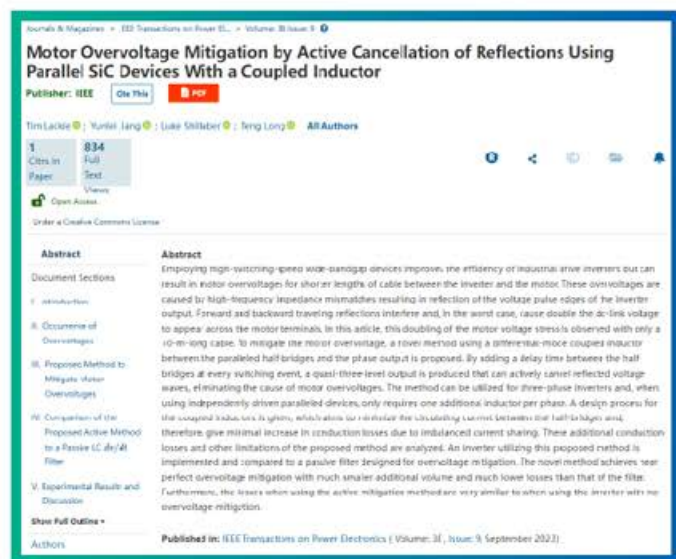 Journals & Magazines > IEEE Transactions on Power El... > Volume: 38 Issue: 9
Motor Overvoltage Mitigation by Active Cancellation of Reflections Using
Parallel SiC Devices With a Coupled Inductor
Publisher: IEEE
Cite This
PDF
Tim Lackie ; ; Luke Shillaber ; Teng Long All Authors
1
Cites in
Paper
834
Full
Text Views
Open Access
Under a Creative Commons License
Abstract
Document Sections
I. Introduction
II. Occurrence of
Overvoltages
III. Proposed Method to
Mitigate Motor
Overvoltages
IV. Comparison of the
Proposed Active Method
to a Passive LC dv/dt
Filter
V. Experimental Results and
Discussion
Show Full Outline
Authors
Abstract
Employing high-switching-speed wide-bandgap devices improves the efficiency of industrial drive inverters but can
result in motor overvoltages for shorter lengths of cable between the inverter and the motor. These overvoltages are
caused by high-frequency impedance mismatches resulting in reflection of the voltage pulse edges of the inverter
output. Forward and backward traveling reflections interfere and, in the worst case, cause double the dc-link voltage
to appear across the motor terminals. In this article, this doubling of the motor voltage stress is observed with only a
10-m-long cable. To mitigate the motor overvoltage, a novel method using a differential-mode coupled inductor
between the paralleled half-bridges and the phase output is proposed. By adding a delay time between the half
bridges at every switching event, a quasi-three-level output is produced that can actively cancel reflected voltage
waves, eliminating the cause of motor overvoltages. The method can be utilized for three-phase inverters and, when
using independently driven paralleled devices, only requires one additional inductor per phase. A design process for
the coupled inductors is given, which aims to minimize the circulating current between the half-bridges and,
therefore, give minimal increase in conduction losses due to imbalanced current sharing. These additional conduction
losses and other limitations of the proposed method are analyzed. An inverter utilizing this proposed method is
implemented and compared to a passive filter designed for overvoltage mitigation. The novel method achieves near
perfect overvoltage mitigation with much smaller additional volume and much lower losses than that of the filter.
Furthermore, the losses when using the active mitigation method are very similar to when using the inverter with no
overvoltage mitigation.
Published in: IEEE Transactions on Power Electronics ( Volume: 38, Issue: 9, September 2023)